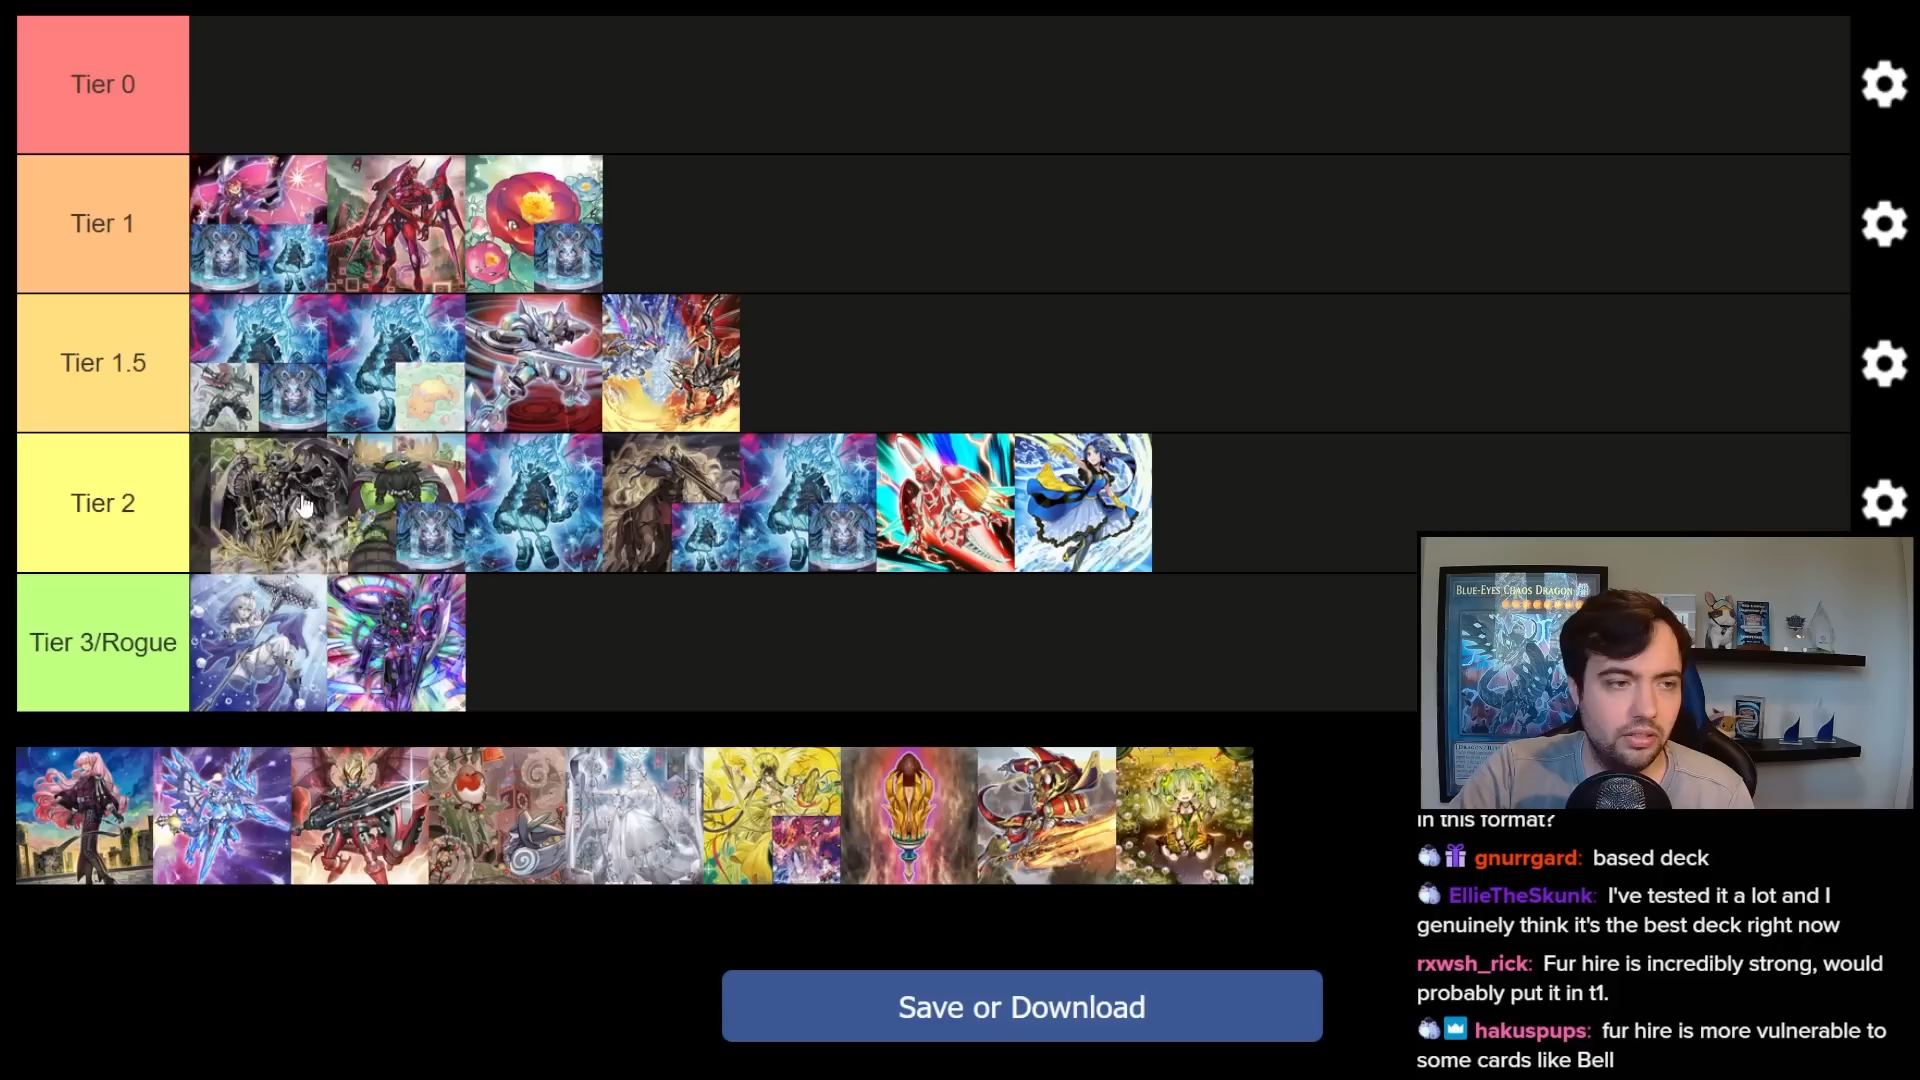 Tier 0
Tier 1
Tier 1.5
Tier 2
Tier 3/Rogue
BLUE-EYES CHAOS DRAGON
Save or Download
in this format?
gnurrgard: based deck
EllieTheSkunk: I've tested it a lot and I
genuinely think it's the best deck right now
rxwsh_rick: Fur hire is incredibly strong, would
probably put it in t1.
hakuspups: fur hire is more vulnerable to
some cards like Bell